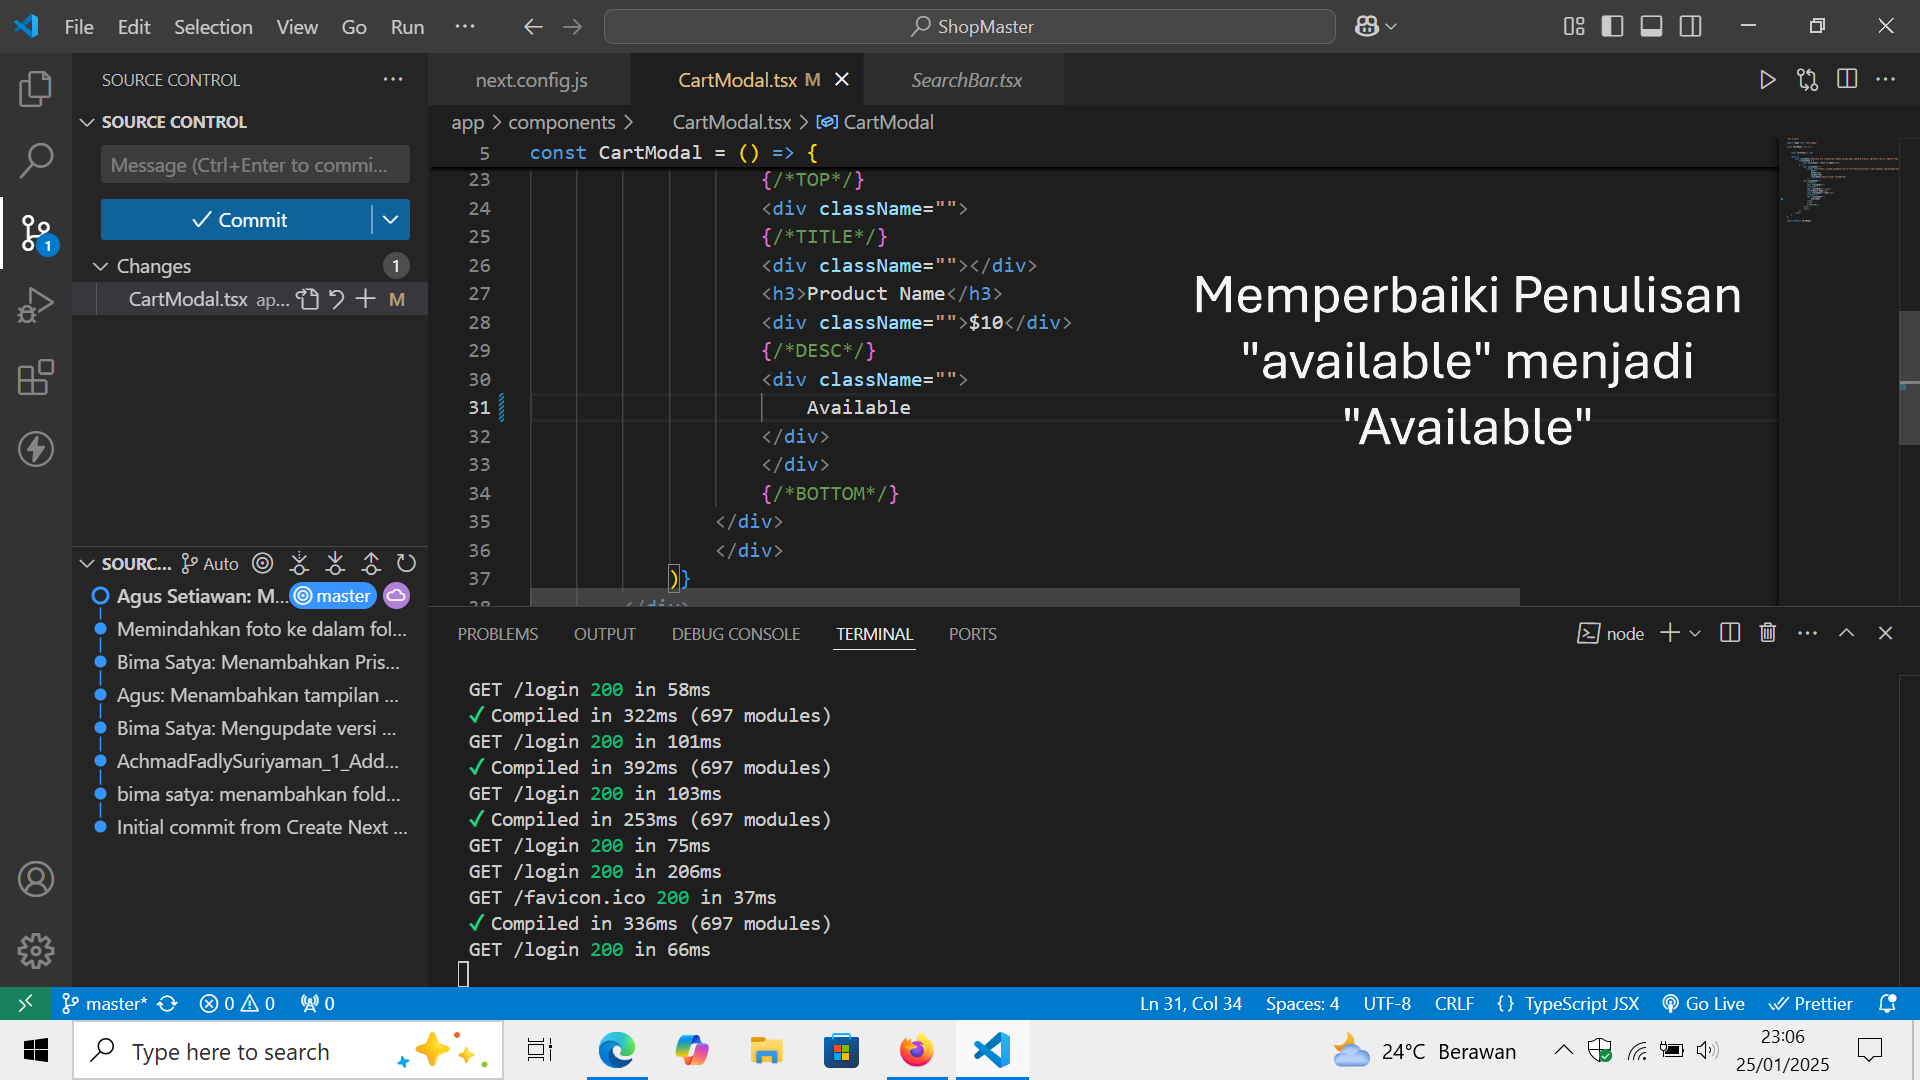 File Edit Selection View Go Run ···
ShopMaster
SOURCE CONTROL ···
SOURCE CONTROL
Message (Ctrl+Enter to commi...
Commit
Changes 1
CartModal.tsx ap... M
1
SOURC... Auto
Agus Setiawan: M... master
Memindahkan foto ke dalam fol...
Bima Satya: Menambahkan Pris...
Agus: Menambahkan tampilan ...
Bima Satya: Mengupdate versi ...
AchmadFadlySuriyaman_1_Add...
bima satya: menambahkan fold...
Initial commit from Create Next ...
next.config.js CartModal.tsx M SearchBar.tsx
app > components > CartModal.tsx > CartModal
5 const CartModal = () => {
23 {/*TOP*/}
24 <div className="">
25 {/*TITLE*/}
26 <div className=""></div>
27 <h3>Product Name</h3>
28 <div className="">$10</div>
29 {/*DESC*/}
30 <div className="">
31 Available
32 </div>
33 </div>
34 {/*BOTTOM*/}
35 </div>
36 </div>
37 )}
38 </div>
Memperbaiki Penulisan
"available" menjadi
"Available"
PROBLEMS OUTPUT DEBUG CONSOLE TERMINAL PORTS
node
GET /login 200 in 58ms
✓ Compiled in 322ms (697 modules)
GET /login 200 in 101ms
✓ Compiled in 392ms (697 modules)
GET /login 200 in 103ms
✓ Compiled in 253ms (697 modules)
GET /login 200 in 75ms
GET /login 200 in 206ms
GET /favicon.ico 200 in 37ms
✓ Compiled in 336ms (697 modules)
GET /login 200 in 66ms
master* 0 0 0
Ln 31, Col 34 Spaces: 4 UTF-8 CRLF {} TypeScript JSX Go Live Prettier
Type here to search
24°C Berawan
23:06
25/01/2025